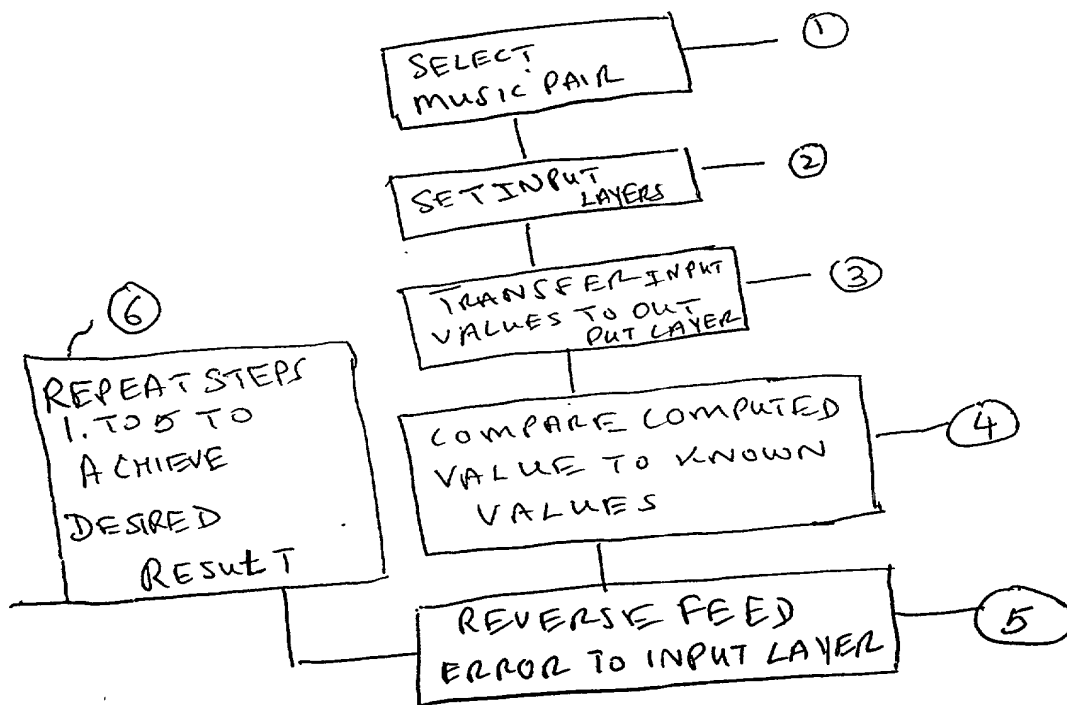 SELECT
MUSIC PAIR
1
SET INPUT
LAYERS
2
TRANSFER INPUT
VALUES TO OUT
PUT LAYER
3
COMPARE COMPUTED
VALUE TO KNOWN
VALUES
4
REVERSE FEED
ERROR TO INPUT LAYER
5
6
REPEAT STEPS
1. TO 5 TO
ACHIEVE
DESIRED
RESULT